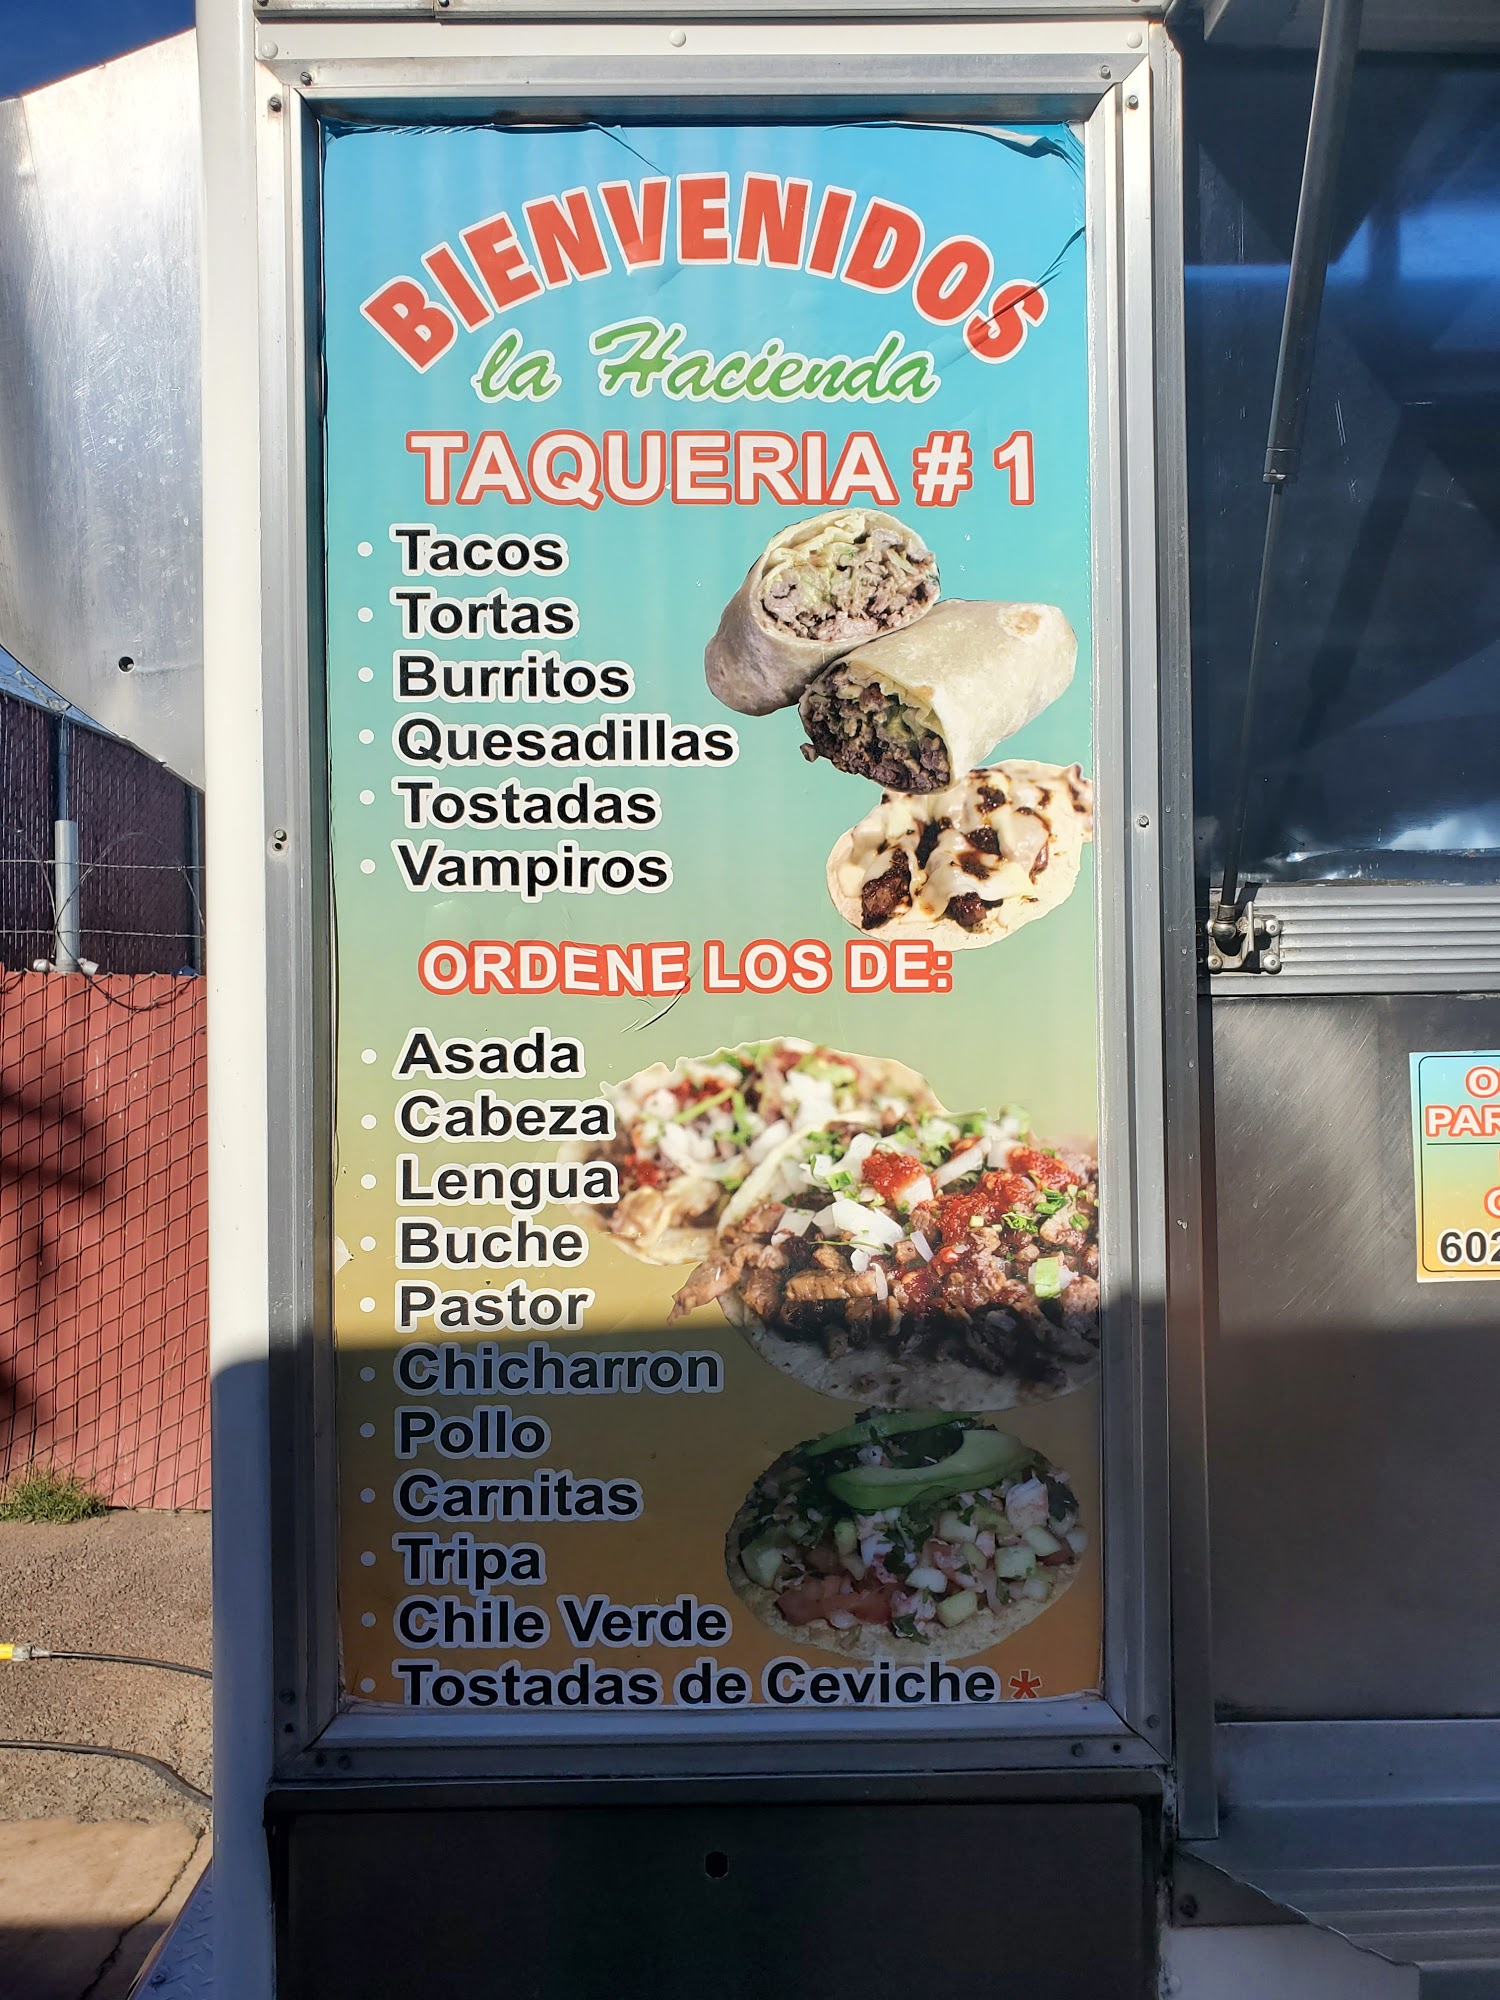 BIENVENIDOS
la Hacienda
TAQUERIA # 1
• Tacos
• Tortas
• Burritos
• Quesadillas
• Tostadas
• Vampiros
ORDENE LOS DE:
• Asada
• Cabeza
• Lengua
• Buche
• Pastor
• Chicharron
• Pollo
• Carnitas
• Tripa
• Chile Verde
• Tostadas de Ceviche *
602